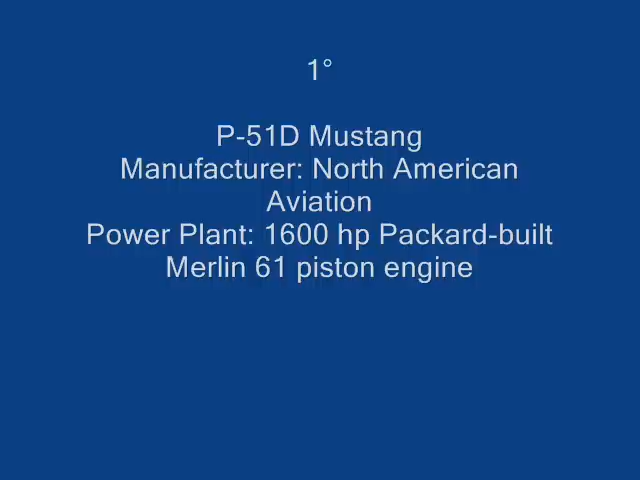 1°
P-51D Mustang
Manufacturer: North American
Aviation
Power Plant: 1600 hp Packard-built
Merlin 61 piston engine